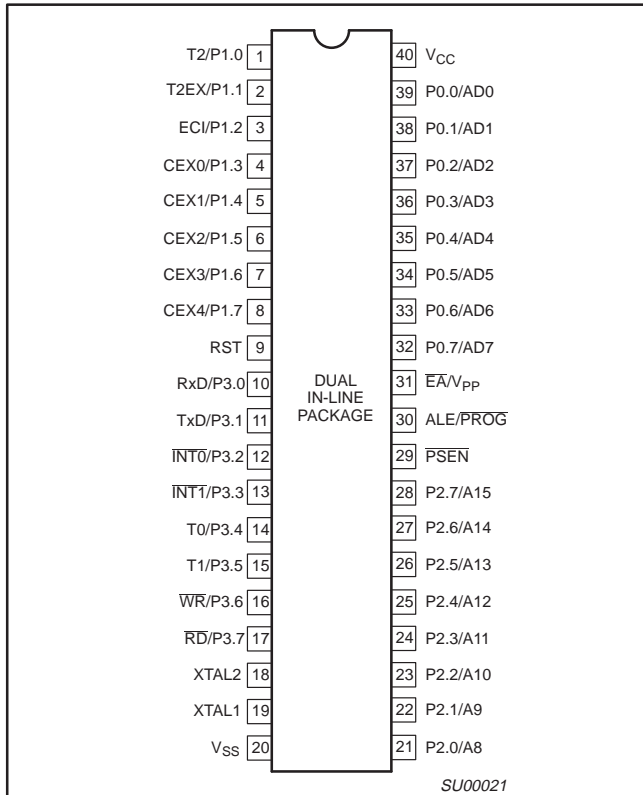 T2/P1.0 1
T2EX/P1.1 2
ECI/P1.2 3
CEX0/P1.3 4
CEX1/P1.4 5
CEX2/P1.5 6
CEX3/P1.6 7
CEX4/P1.7 8
RST 9
RxD/P3.0 10
TxD/P3.1 11
I̅N̅T̅0̅/P3.2 12
I̅N̅T̅1̅/P3.3 13
T0/P3.4 14
T1/P3.5 15
W̅R̅/P3.6 16
R̅D̅/P3.7 17
XTAL2 18
XTAL1 19
VSS 20
DUAL
IN-LINE
PACKAGE
40 VCC
39 P0.0/AD0
38 P0.1/AD1
37 P0.2/AD2
36 P0.3/AD3
35 P0.4/AD4
34 P0.5/AD5
33 P0.6/AD6
32 P0.7/AD7
31 E̅A̅/VPP
30 ALE/P̅R̅O̅G̅
29 P̅S̅E̅N̅
28 P2.7/A15
27 P2.6/A14
26 P2.5/A13
25 P2.4/A12
24 P2.3/A11
23 P2.2/A10
22 P2.1/A9
21 P2.0/A8
SU00021